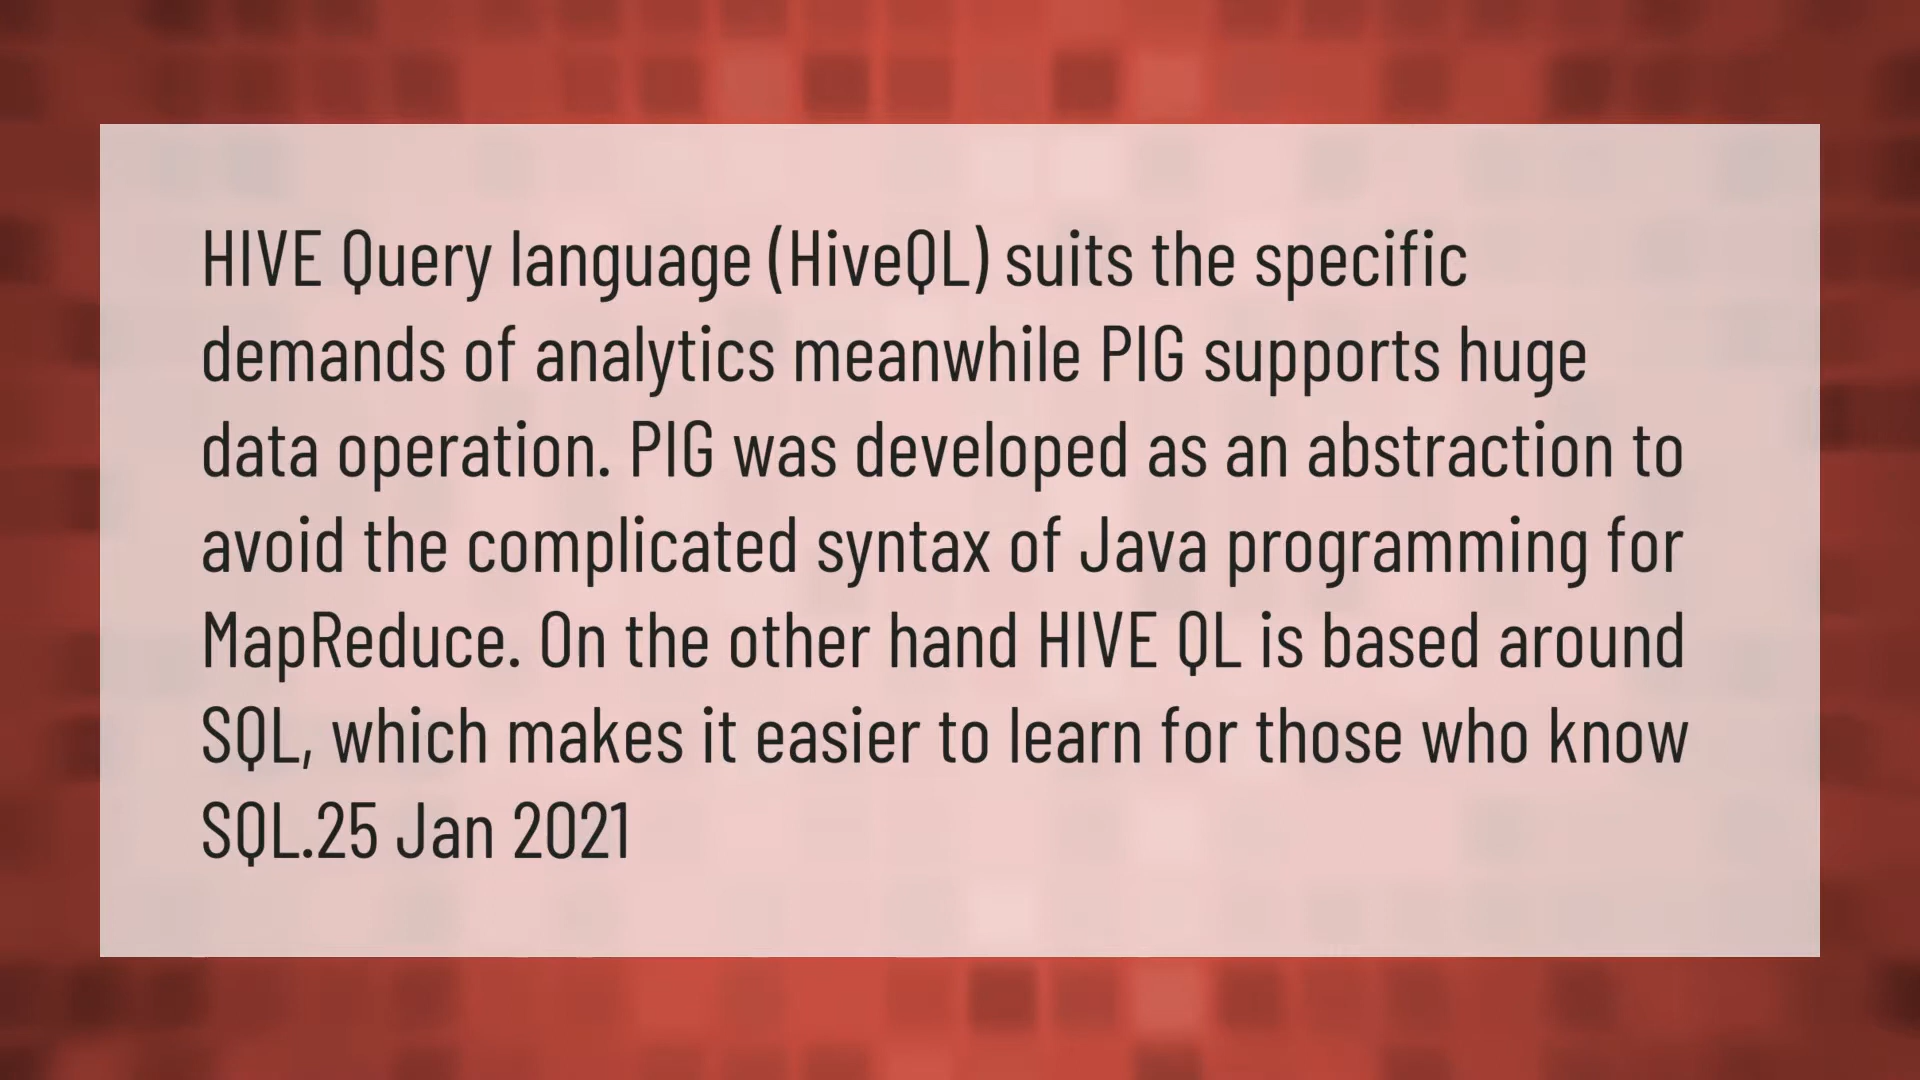 HIVE Query language (HiveQL) suits the specific
demands of analytics meanwhile PIG supports huge
data operation. PIG was developed as an abstraction to
avoid the complicated syntax of Java programming for
MapReduce. On the other hand HIVE QL is based around
SQL, which makes it easier to learn for those who know
SQL.25 Jan 2021